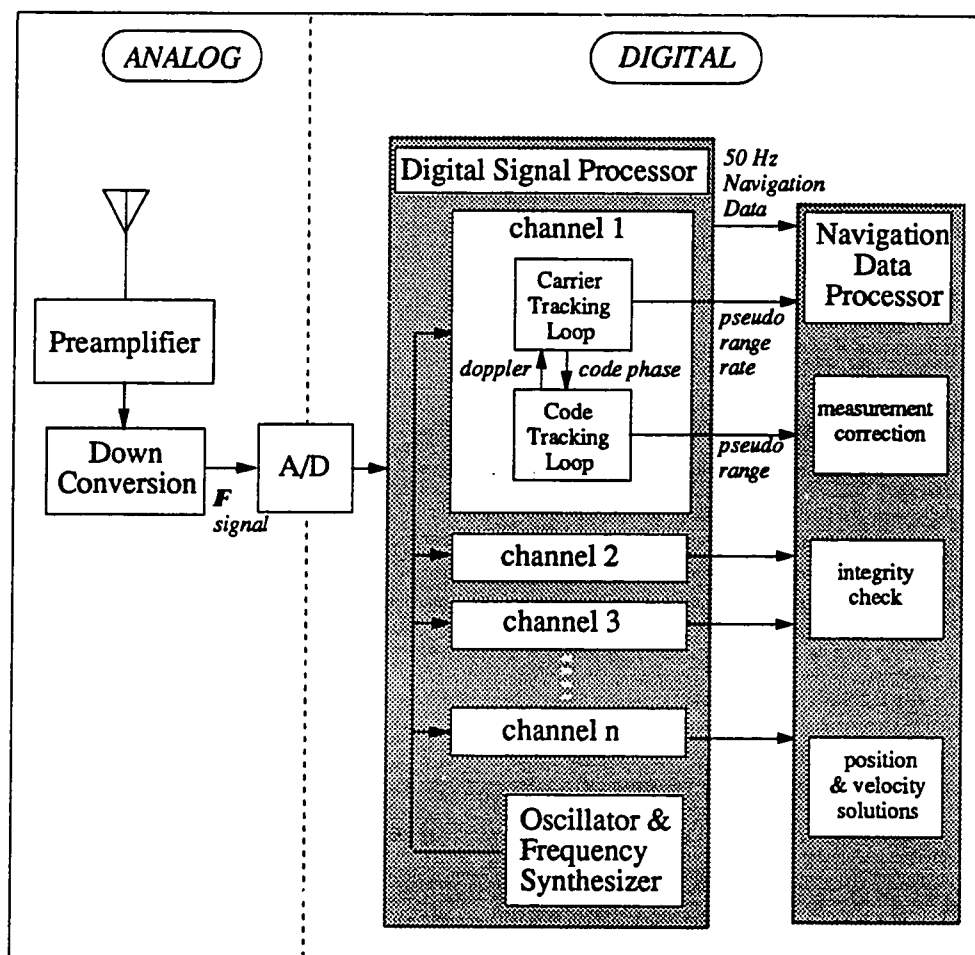 ANALOG
DIGITAL
Preamplifier
Down
Conversion
IF
signal
A/D
Digital Signal Processor
channel 1
Carrier
Tracking
Loop
doppler
code phase
Code
Tracking
Loop
channel 2
channel 3
channel n
Oscillator &
Frequency
Synthesizer
50 Hz
Navigation
Data
pseudo
range
rate
pseudo
range
Navigation
Data
Processor
measurement
correction
integrity
check
position
& velocity
solutions